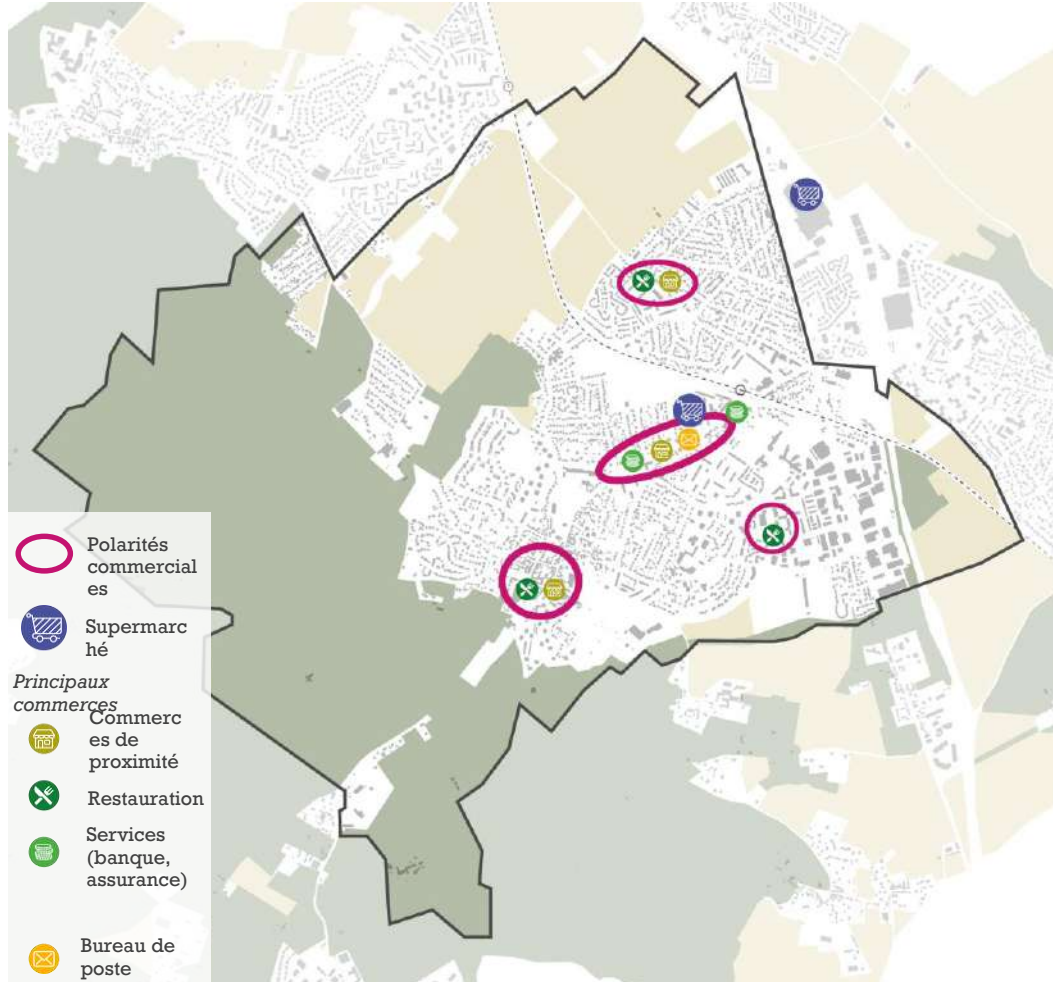 Polarités
commercial
es
Supermarc
hé
Principaux
commerces
Commerc
es de
proximité
Restauration
Services
(banque,
assurance)
Bureau de
poste